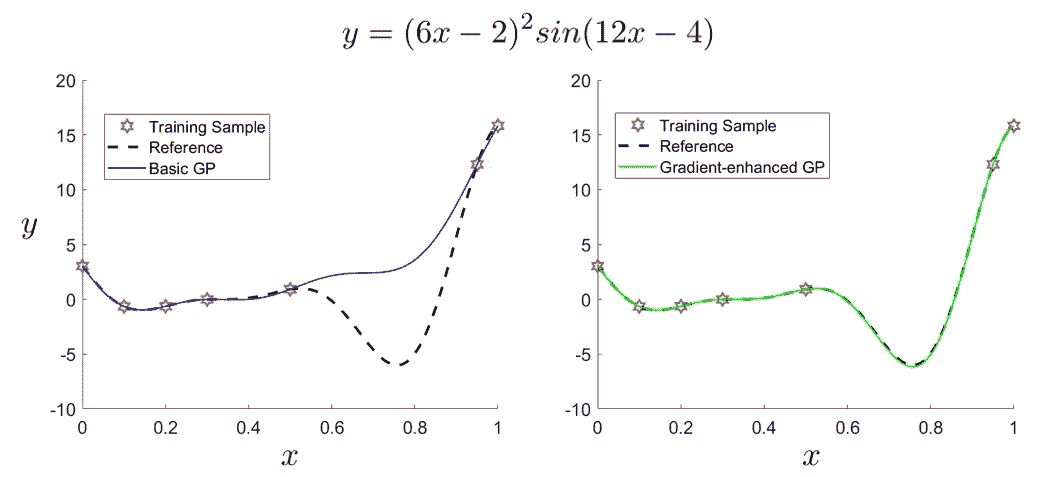 y = (6x − 2)²sin(12x − 4)
20
15
10
5
0
-5
-10
y
Training Sample
Reference
Basic GP
0 0.2 0.4 0.6 0.8 1
x
20
15
10
5
0
-5
-10
Training Sample
Reference
Gradient-enhanced GP
0 0.2 0.4 0.6 0.8 1
x